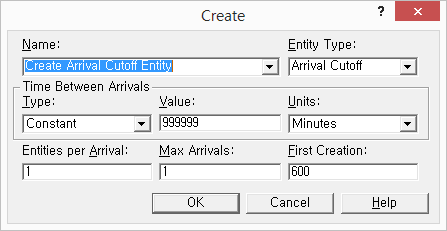 Create
? ×
Name: Entity Type:
Create Arrival Cutoff Entity Arrival Cutoff
Time Between Arrivals
Type: Value: Units:
Constant 999999 Minutes
Entities per Arrival: Max Arrivals: First Creation:
1 1 600
OK Cancel Help